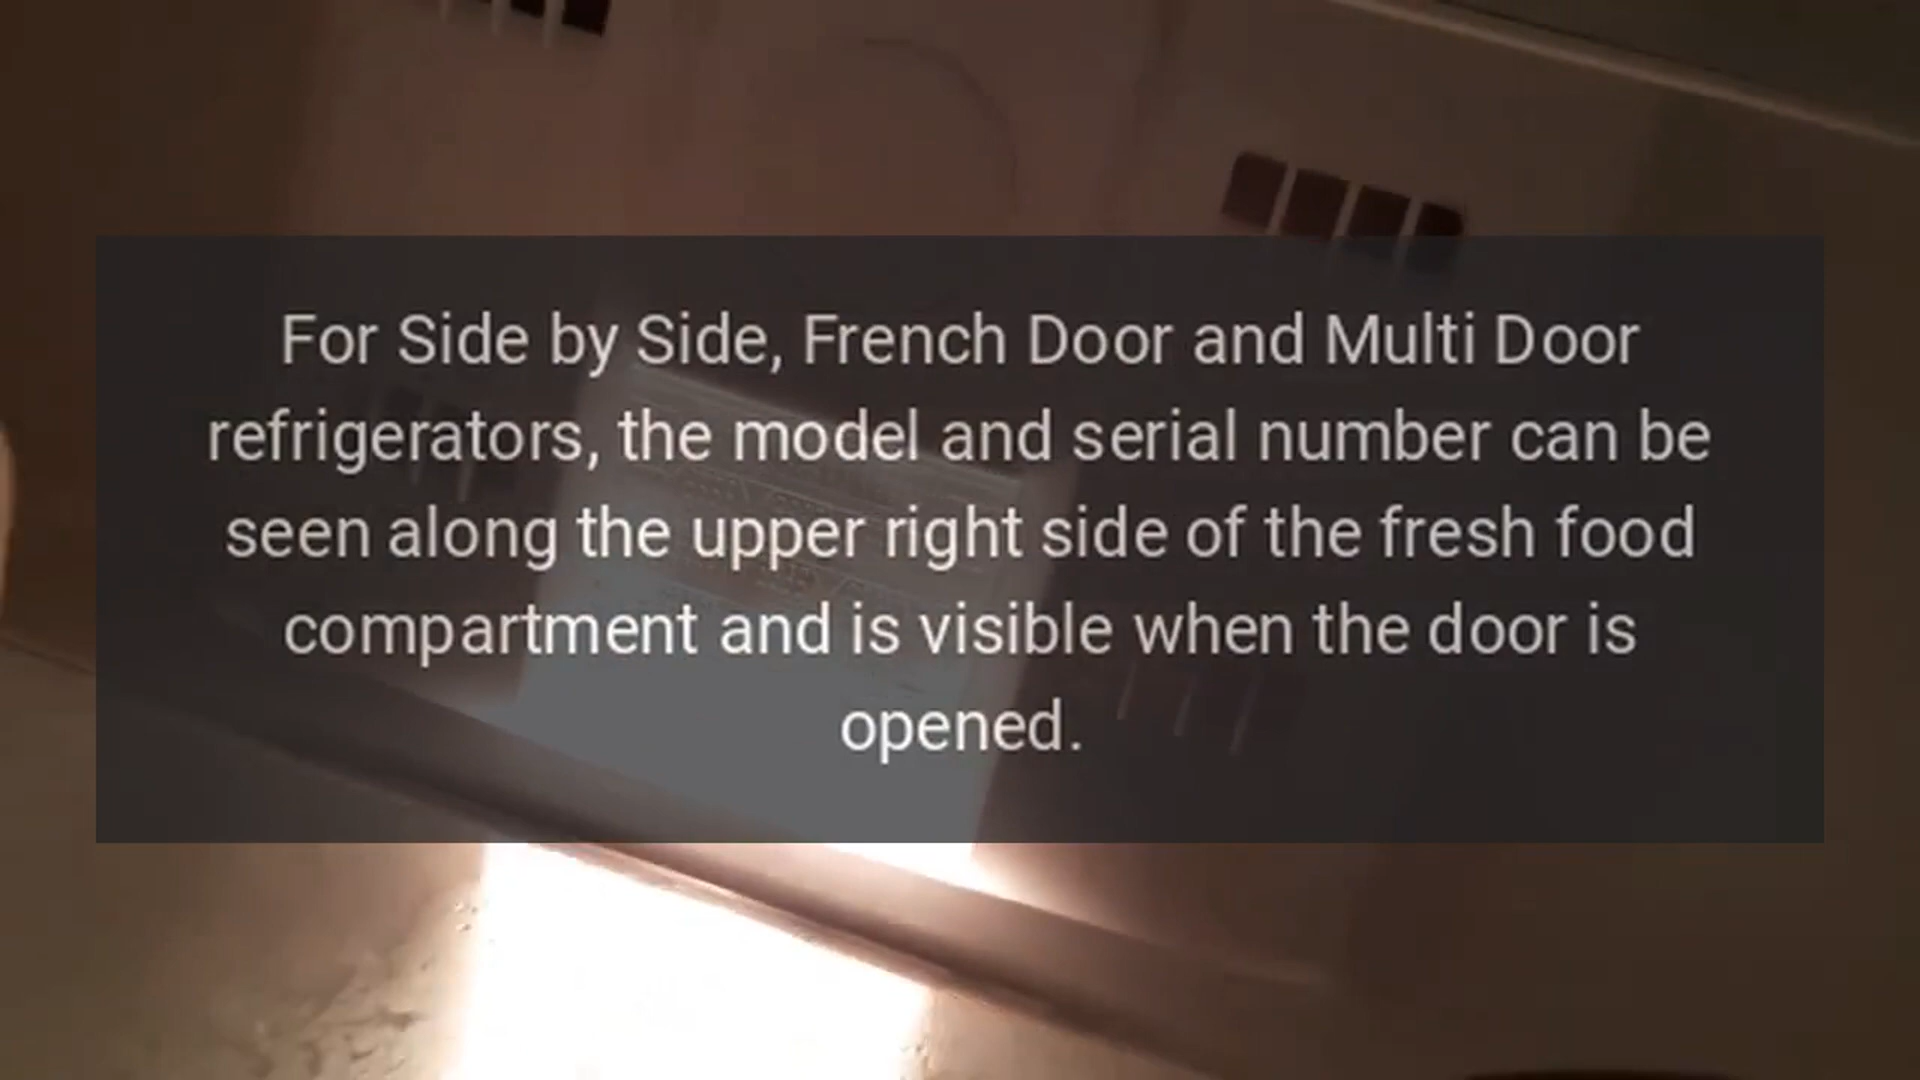 For Side by Side, French Door and Multi Door
refrigerators, the model and serial number can be
seen along the upper right side of the fresh food
compartment and is visible when the door is
opened.